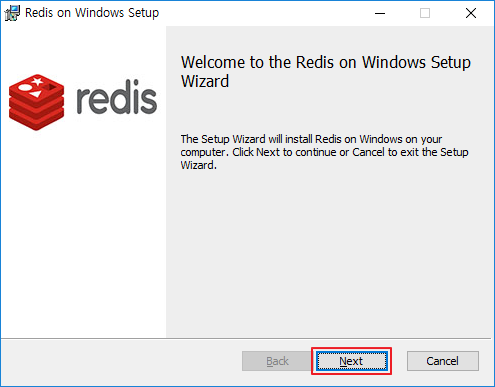 Redis on Windows Setup
redis
Welcome to the Redis on Windows Setup
Wizard
The Setup Wizard will install Redis on Windows on your
computer. Click Next to continue or Cancel to exit the Setup
Wizard.
Back Next Cancel